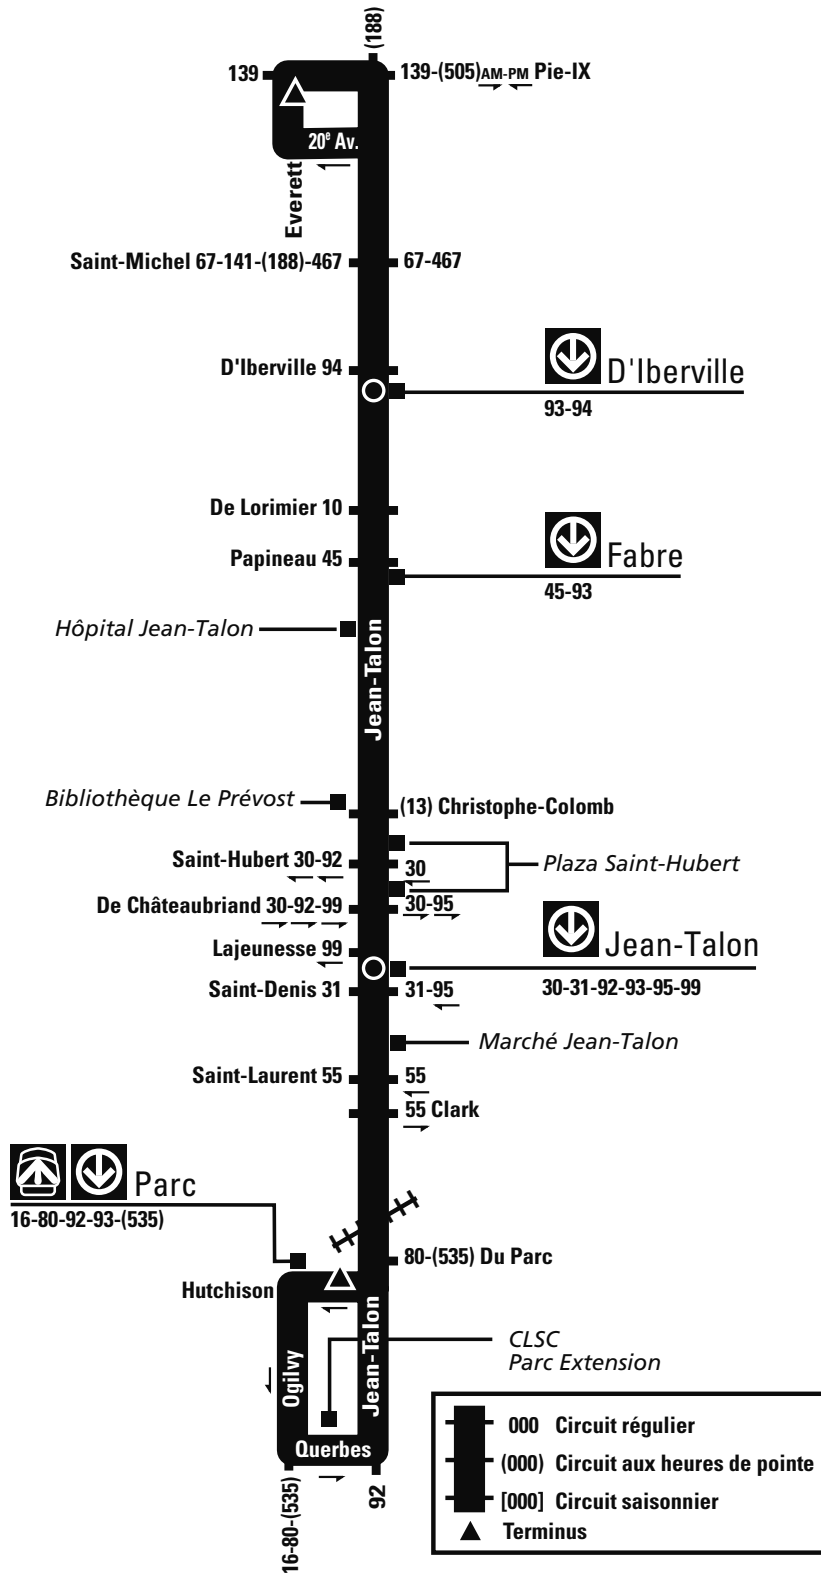 (188)
139
139-(505) AM-PM Pie-IX
20e Av.
Everett
Saint-Michel 67-141-(188)-467
67-467
D'Iberville 94
D'Iberville
93-94
De Lorimier 10
Papineau 45
Fabre
45-93
Hôpital Jean-Talon
Jean-Talon
Bibliothèque Le Prévost
(13) Christophe-Colomb
Saint-Hubert 30-92
30
Plaza Saint-Hubert
De Châteaubriand 30-92-99
30-95
Lajeunesse 99
Jean-Talon
Saint-Denis 31
31-95
30-31-92-93-95-99
Marché Jean-Talon
Saint-Laurent 55
55
55 Clark
Parc
16-80-92-93-(535)
80-(535) Du Parc
Hutchison
Ogilvy
Jean-Talon
CLSC
Parc Extension
Querbes
16-80-(535)
92
000 Circuit régulier
(000) Circuit aux heures de pointe
[000] Circuit saisonnier
Terminus